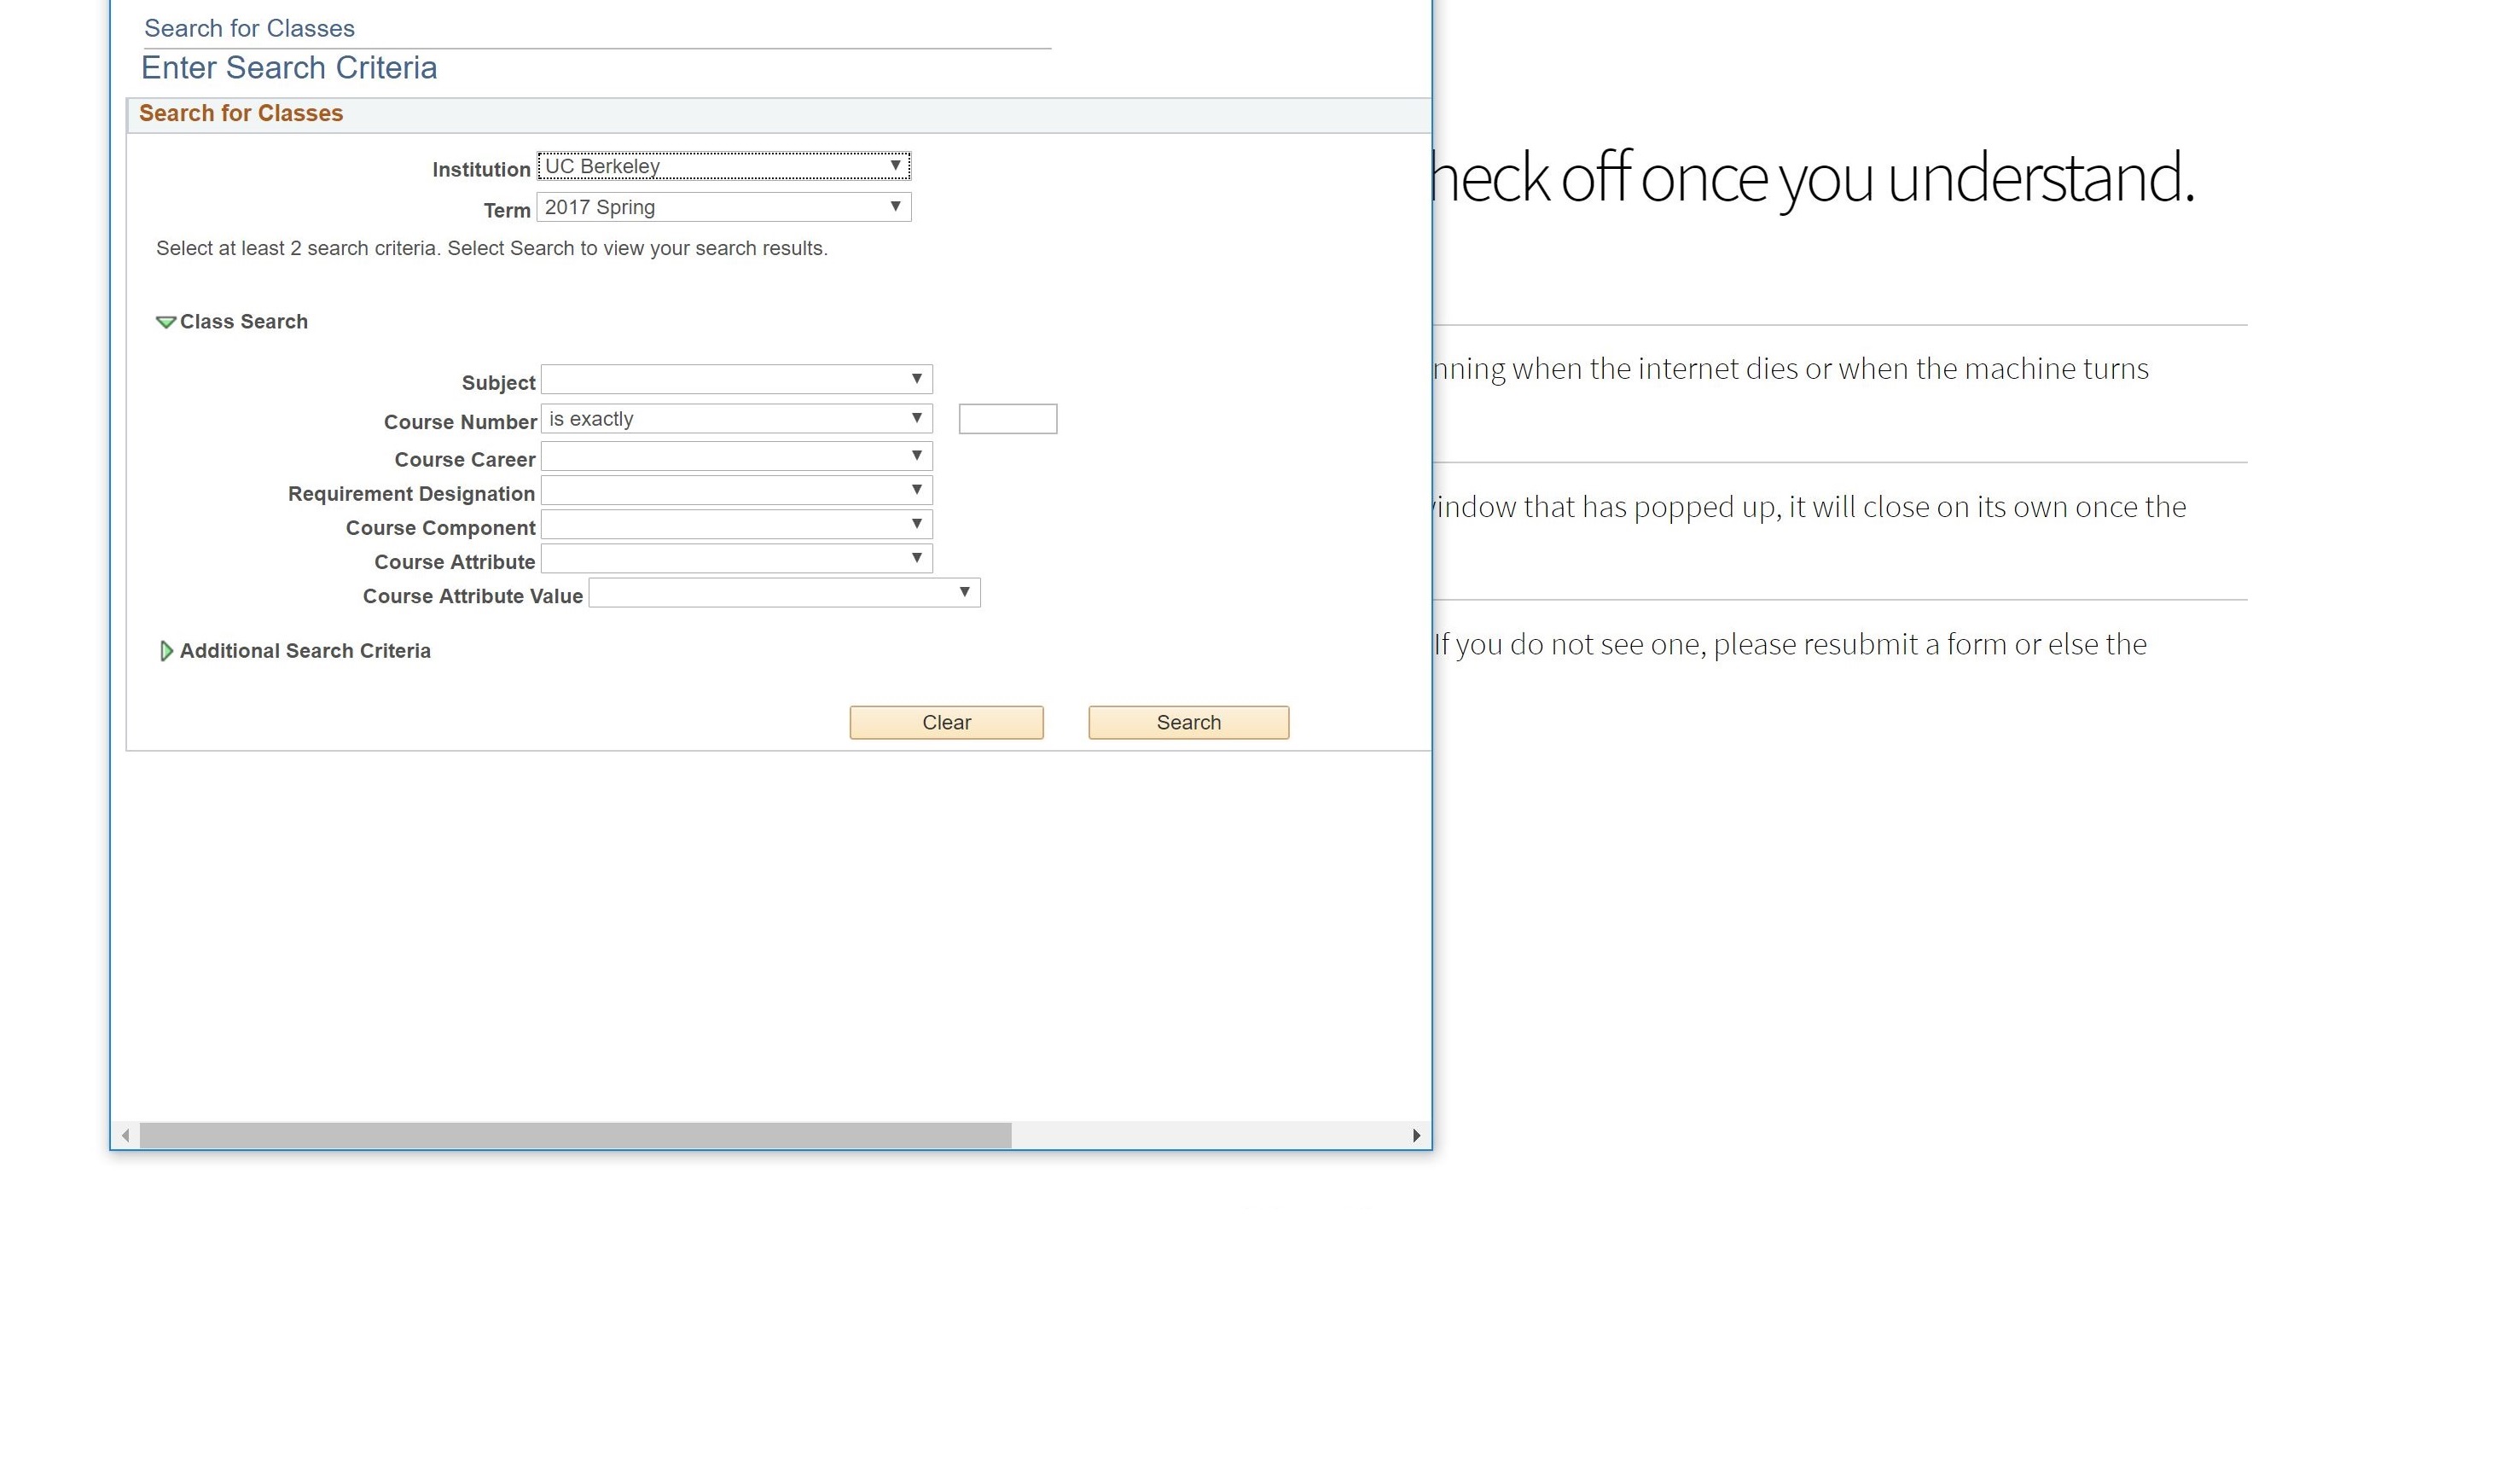 Search for Classes
Enter Search Criteria
Search for Classes
Institution UC Berkeley
Term 2017 Spring
Select at least 2 search criteria. Select Search to view your search results.
Class Search
Subject
Course Number is exactly
Course Career
Requirement Designation
Course Component
Course Attribute
Course Attribute Value
Additional Search Criteria
Clear Search
heck off once you understand.
nning when the internet dies or when the machine turns
indow that has popped up, it will close on its own once the
If you do not see one, please resubmit a form or else the